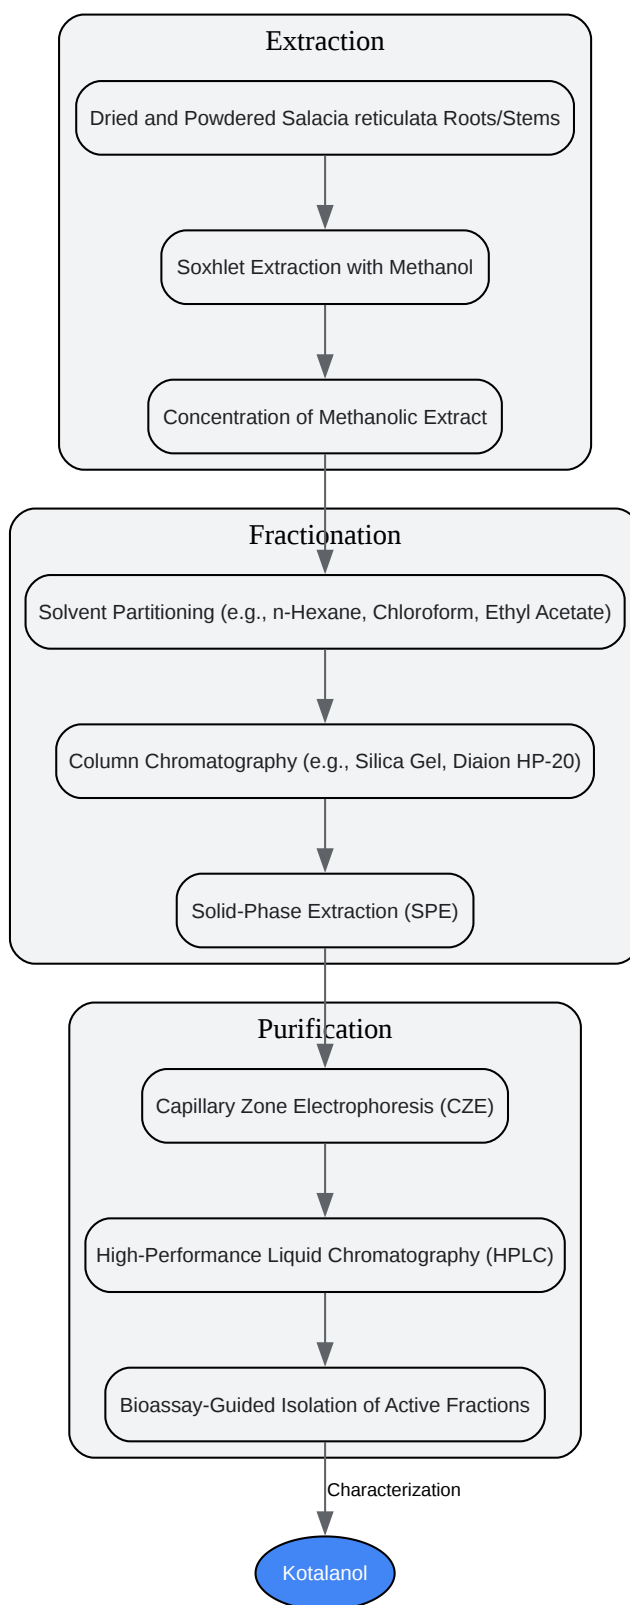 Extraction
Dried and Powdered Salacia reticulata Roots/Stems
Soxhlet Extraction with Methanol
Concentration of Methanolic Extract
Fractionation
Solvent Partitioning (e.g., n-Hexane, Chloroform, Ethyl Acetate)
Column Chromatography (e.g., Silica Gel, Diaion HP-20)
Solid-Phase Extraction (SPE)
Purification
Capillary Zone Electrophoresis (CZE)
High-Performance Liquid Chromatography (HPLC)
Bioassay-Guided Isolation of Active Fractions
Characterization
Kotalanol